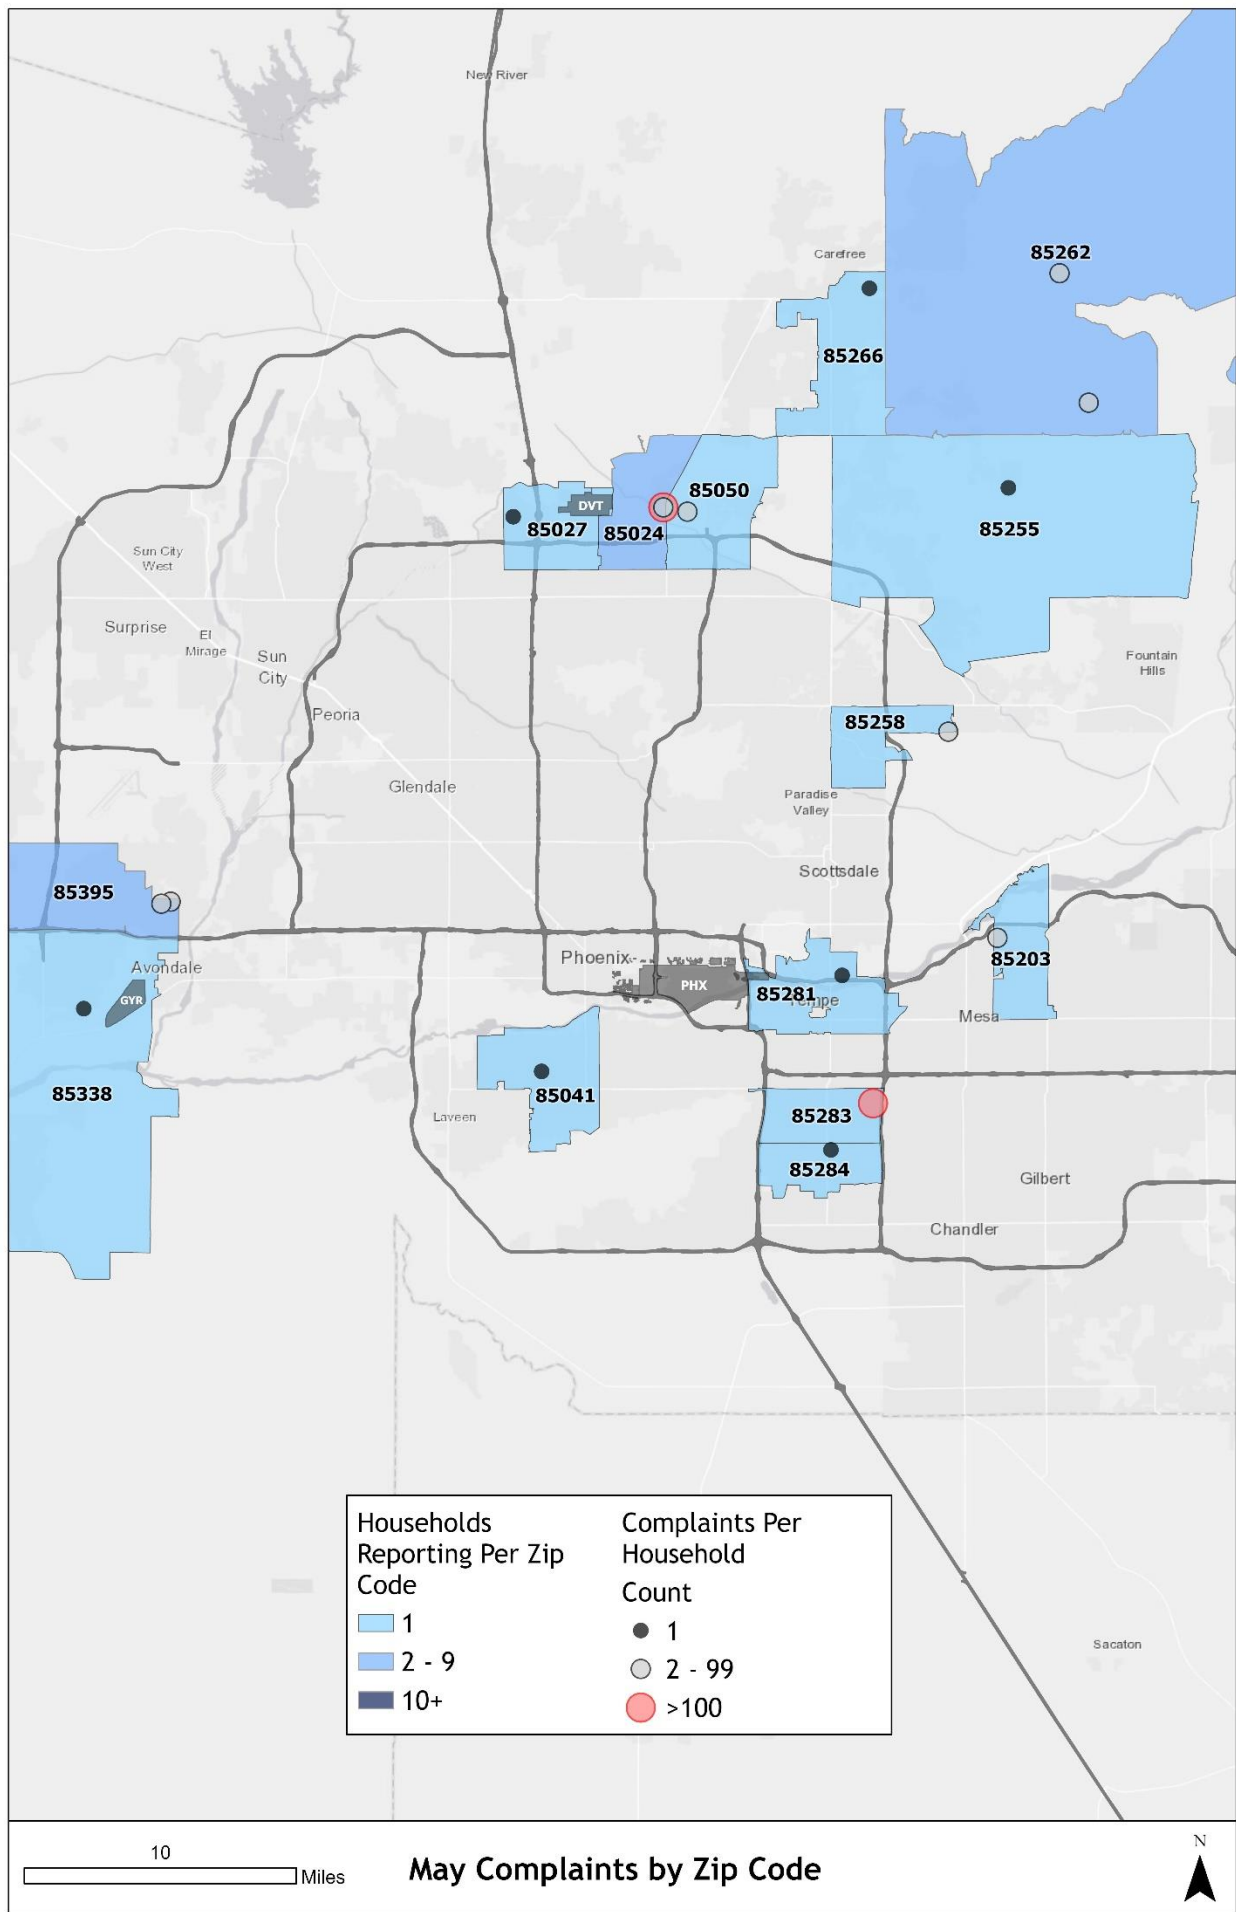 New River
Carefree
85262
85266
85050
DVT
85027
85024
85255
Sun City
West
Surprise
El
Mirage
Sun
City
Fountain
Hills
Peoria
85258
Glendale
Paradise
Valley
Scottsdale
85395
Phoenix
85203
Avondale
PHX
GYR
85281
Tempe
Mesa
85338
85041
Laveen
85283
85284
Gilbert
Chandler
Households
Reporting Per Zip
Code
1
2 - 9
10+
Complaints Per
Household
Count
1
2 - 99
>100
Sacaton
10
Miles
May Complaints by Zip Code
N